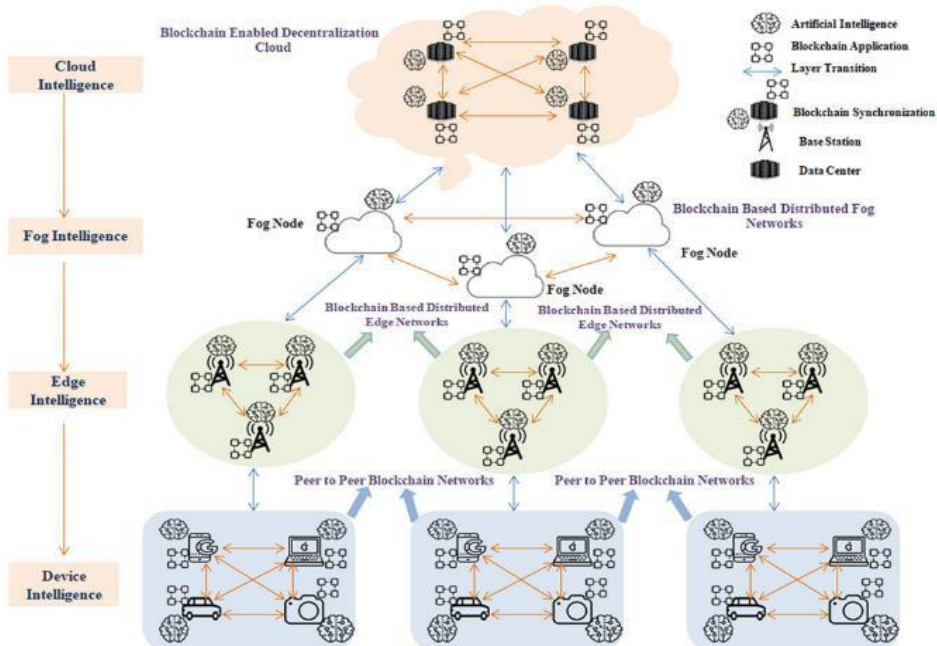 Blockchain Enabled Decentralization
Cloud
Artificial Intelligence
Blockchain Application
Layer Transition
Blockchain Synchronization
Base Station
Data Center
Cloud
Intelligence
Fog Intelligence
Edge
Intelligence
Device
Intelligence
Fog Node
Fog Node
Fog Node
Blockchain Based Distributed Fog
Networks
Blockchain Based Distributed
Edge Networks
Blockchain Based Distributed
Edge Networks
Peer to Peer Blockchain Networks
Peer to Peer Blockchain Networks